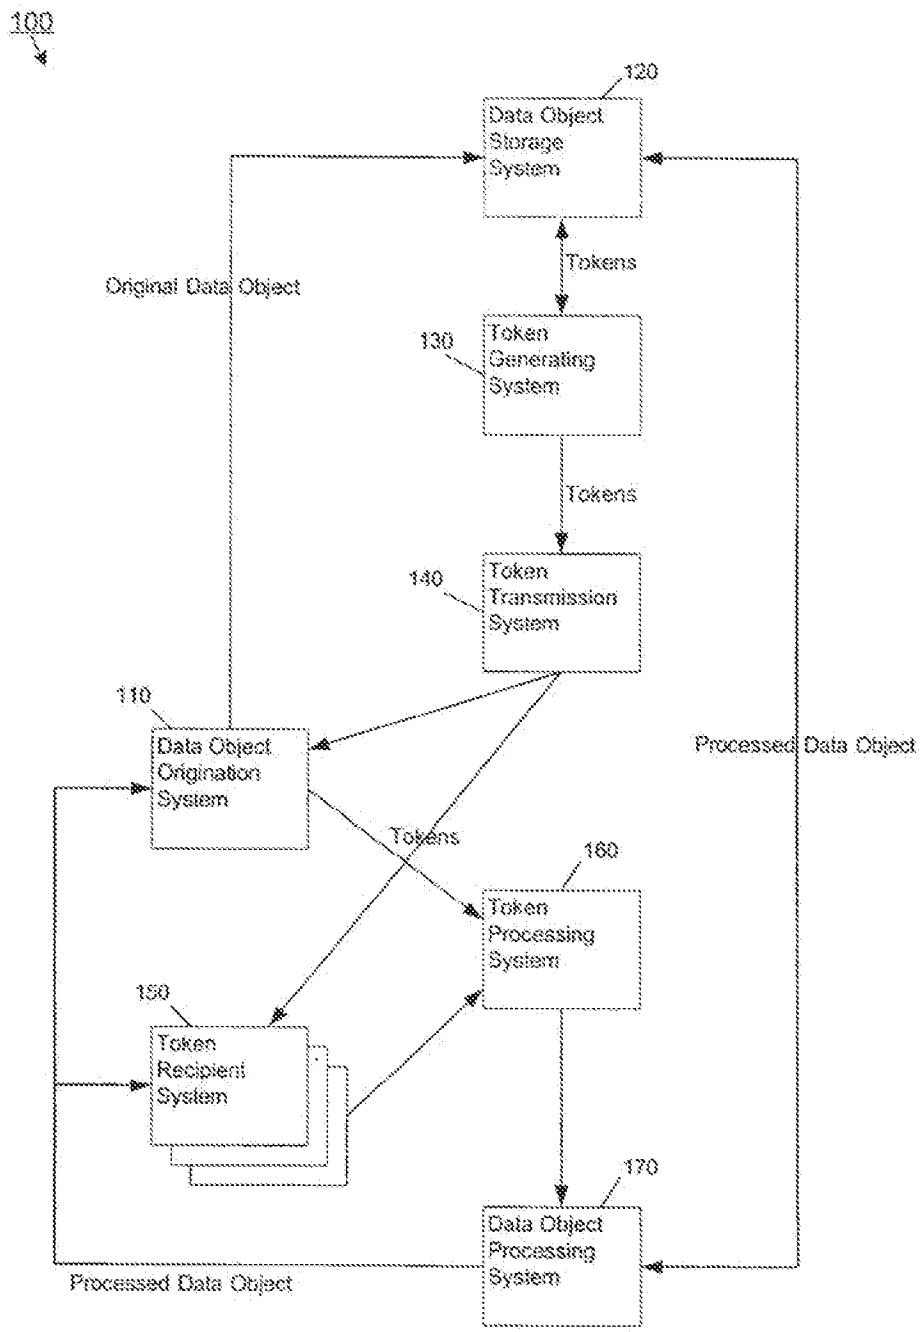 100
120
Data Object
Storage
System
Original Data Object
Tokens
130
Token
Generating
System
Tokens
140
Token
Transmission
System
110
Data Object
Origination
System
Processed Data Object
Tokens
160
Token
Processing
System
150
Token
Recipient
System
170
Data Object
Processing
System
Processed Data Object